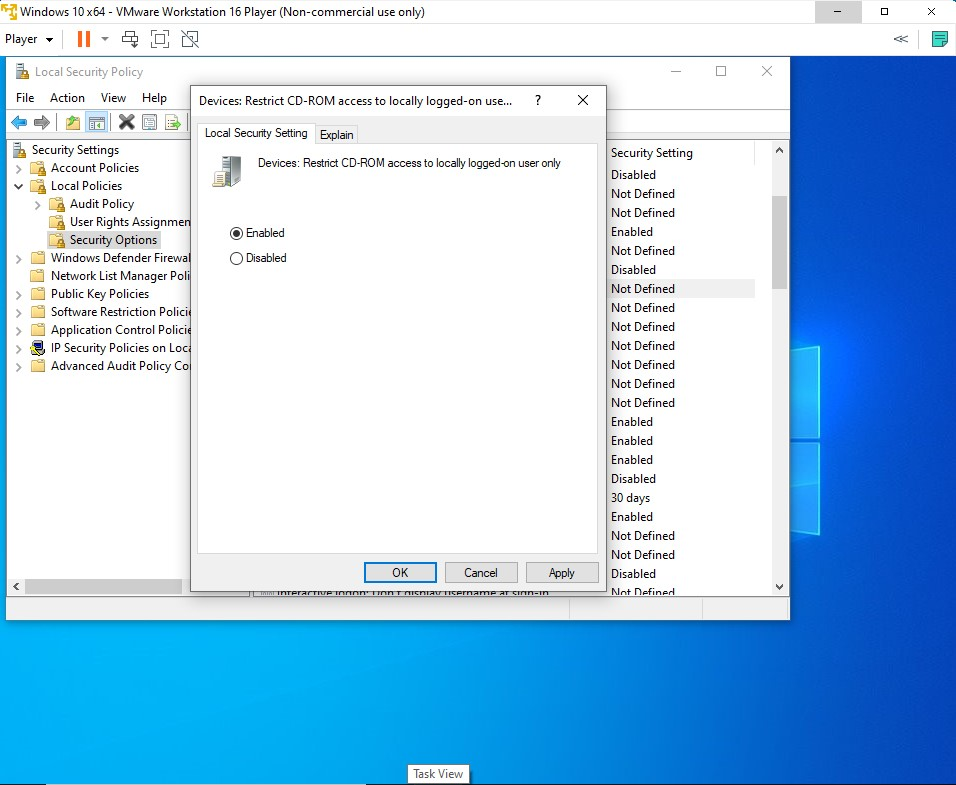 Windows 10 x64 - VMware Workstation 16 Player (Non-commercial use only)
Player
Local Security Policy
File Action View Help
Devices: Restrict CD-ROM access to locally logged-on use...
Local Security Setting
Explain
Devices: Restrict CD-ROM access to locally logged-on user only
Enabled
Disabled
OK
Cancel
Apply
Security Settings
Account Policies
Local Policies
Audit Policy
User Rights Assignmen
Security Options
Windows Defender Firewal
Network List Manager Poli
Public Key Policies
Software Restriction Policie
Application Control Policie
IP Security Policies on Loca
Advanced Audit Policy Co
Security Setting
Disabled
Not Defined
Not Defined
Enabled
Not Defined
Disabled
Not Defined
Not Defined
Not Defined
Not Defined
Not Defined
Not Defined
Not Defined
Enabled
Enabled
Enabled
Disabled
30 days
Enabled
Not Defined
Not Defined
Disabled
Not Defined
Interactive logon: Don't display username at sign-in
Task View